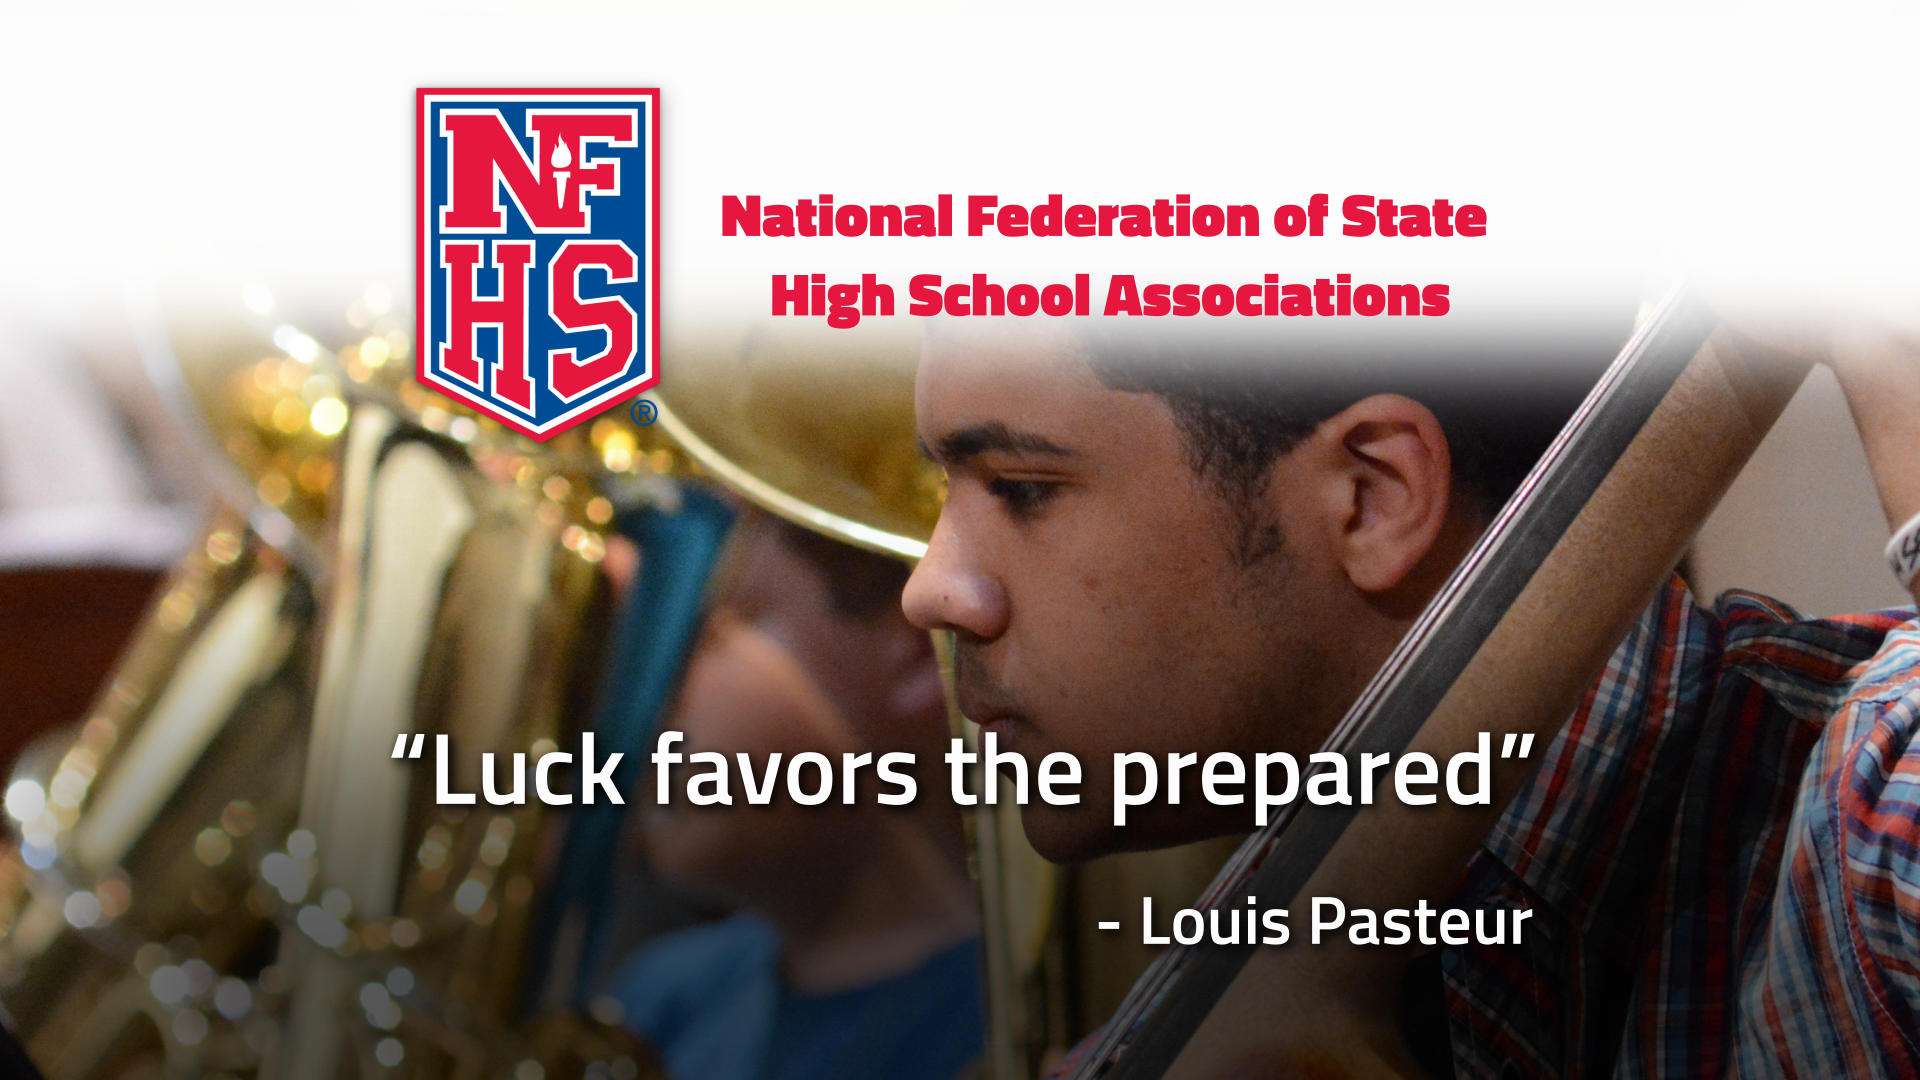 NF
HS
®
National Federation of State
High School Associations
“Luck favors the prepared”
- Louis Pasteur